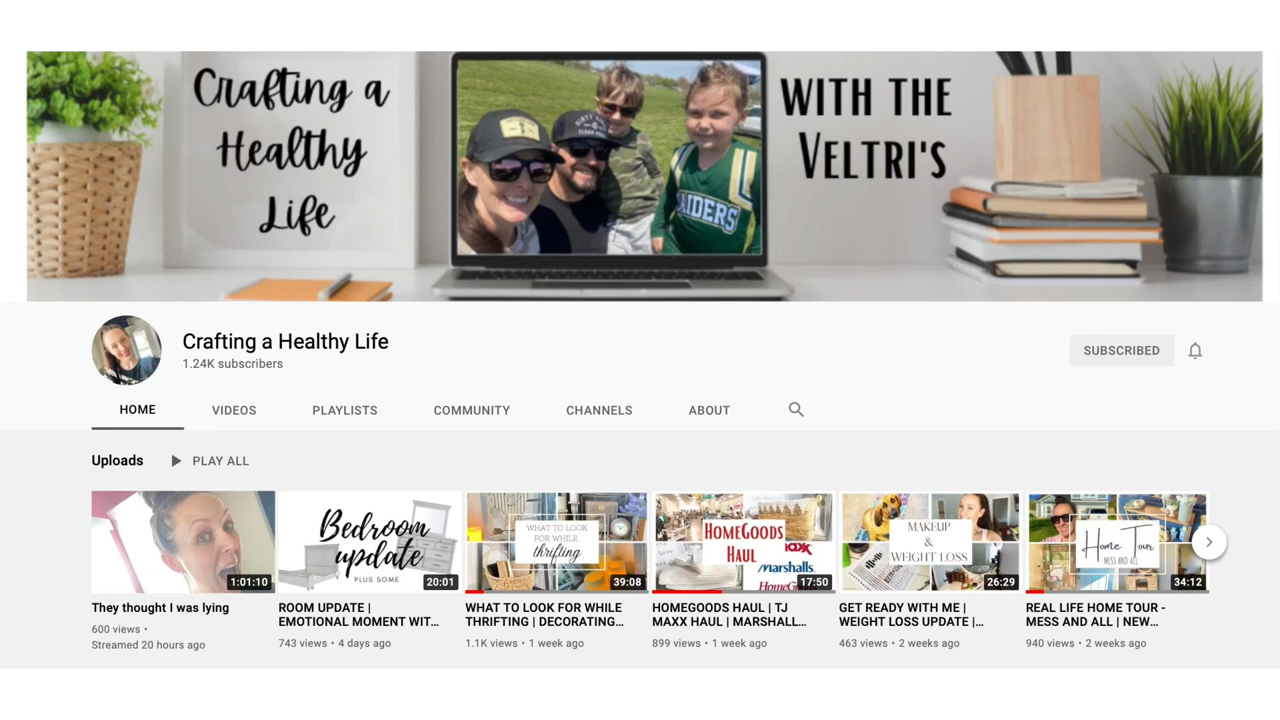 Crafting a
Healthy
Life
WITH THE
VELTRI'S
AIDERS
Crafting a Healthy Life
1.24K subscribers
SUBSCRIBED
HOME VIDEOS PLAYLISTS COMMUNITY CHANNELS ABOUT
Uploads PLAY ALL
Bedroom
update
PLUS SOME
WHAT TO LOOK
FOR WHILE
thrifting
HOMEGOODS
HAUL
Marshalls
HomeG
MAKEUP
&
WEIGHT LOSS
Home Tour
MESS AND ALL
1:01:10 20:01 39:08 17:50 26:29 34:12
They thought I was lying
600 views •
Streamed 20 hours ago
ROOM UPDATE |
EMOTIONAL MOMENT WIT...
743 views • 4 days ago
WHAT TO LOOK FOR WHILE
THRIFTING | DECORATING...
1.1K views • 1 week ago
HOMEGOODS HAUL | TJ
MAXX HAUL | MARSHALL...
899 views • 1 week ago
GET READY WITH ME |
WEIGHT LOSS UPDATE |...
463 views • 2 weeks ago
REAL LIFE HOME TOUR -
MESS AND ALL | NEW...
940 views • 2 weeks ago